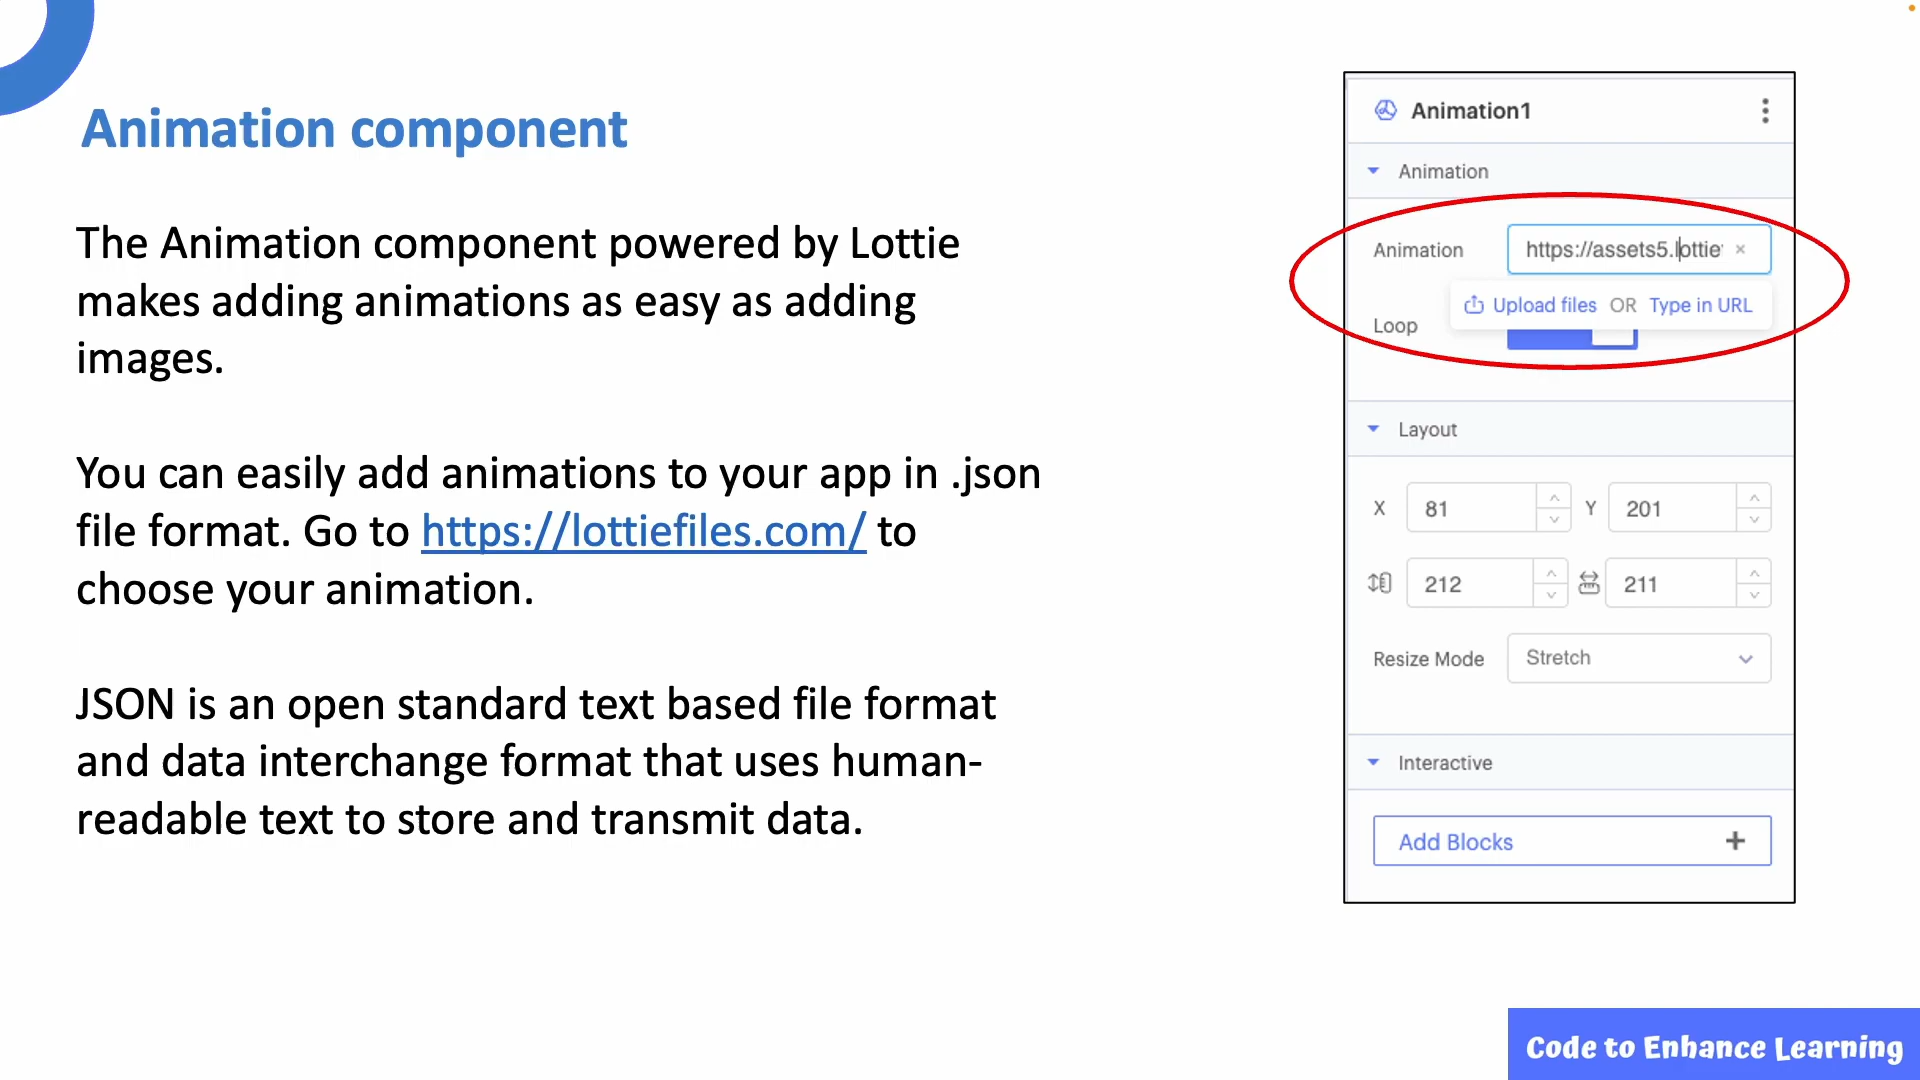 Animation component
The Animation component powered by Lottie
makes adding animations as easy as adding
images.
You can easily add animations to your app in .json
file format. Go to https://lottiefiles.com/ to
choose your animation.
JSON is an open standard text based file format
and data interchange format that uses human-
readable text to store and transmit data.
Animation1
Animation
Animation https://assets5.lottie ×
Upload files OR Type in URL
Loop
Layout
X 81 Y 201
212 211
Resize Mode Stretch
Interactive
Add Blocks +
Code to Enhance Learning